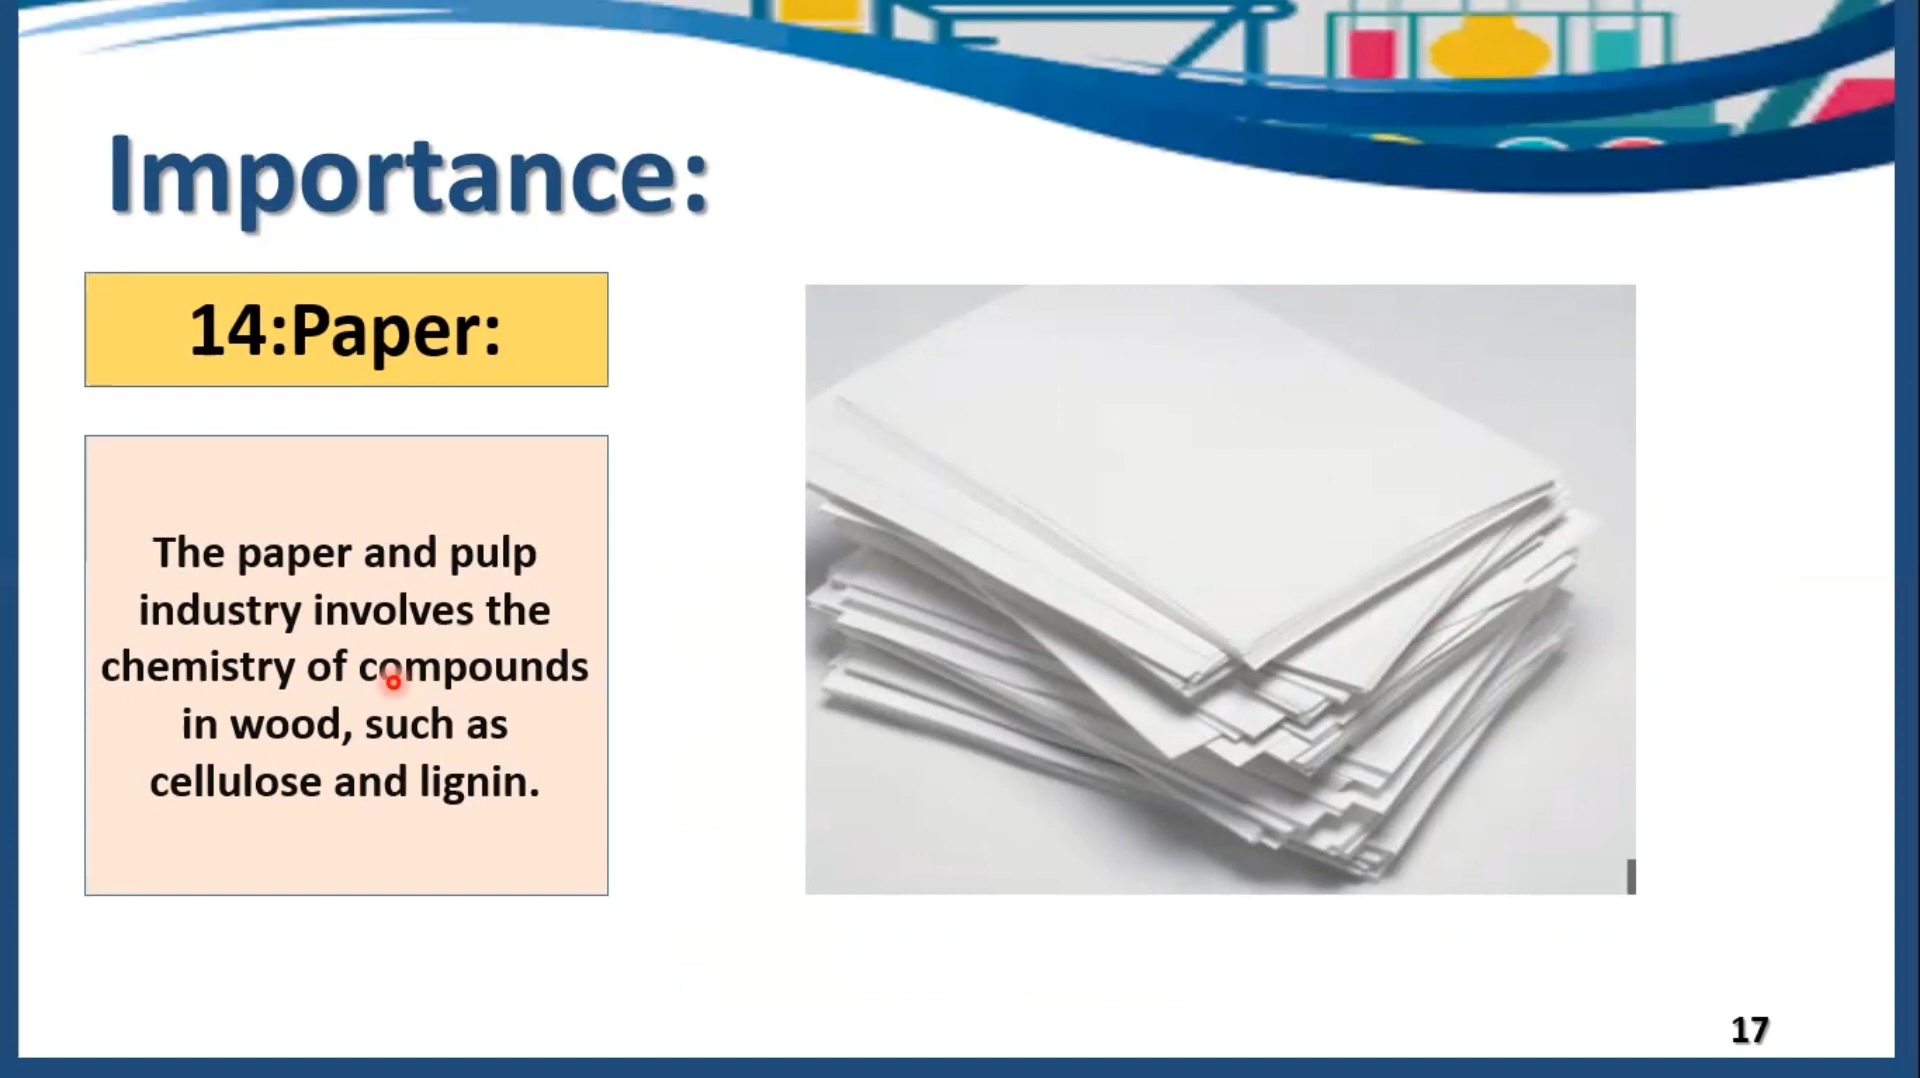 Importance:
14:Paper:
The paper and pulp
industry involves the
chemistry of compounds
in wood, such as
cellulose and lignin.
17